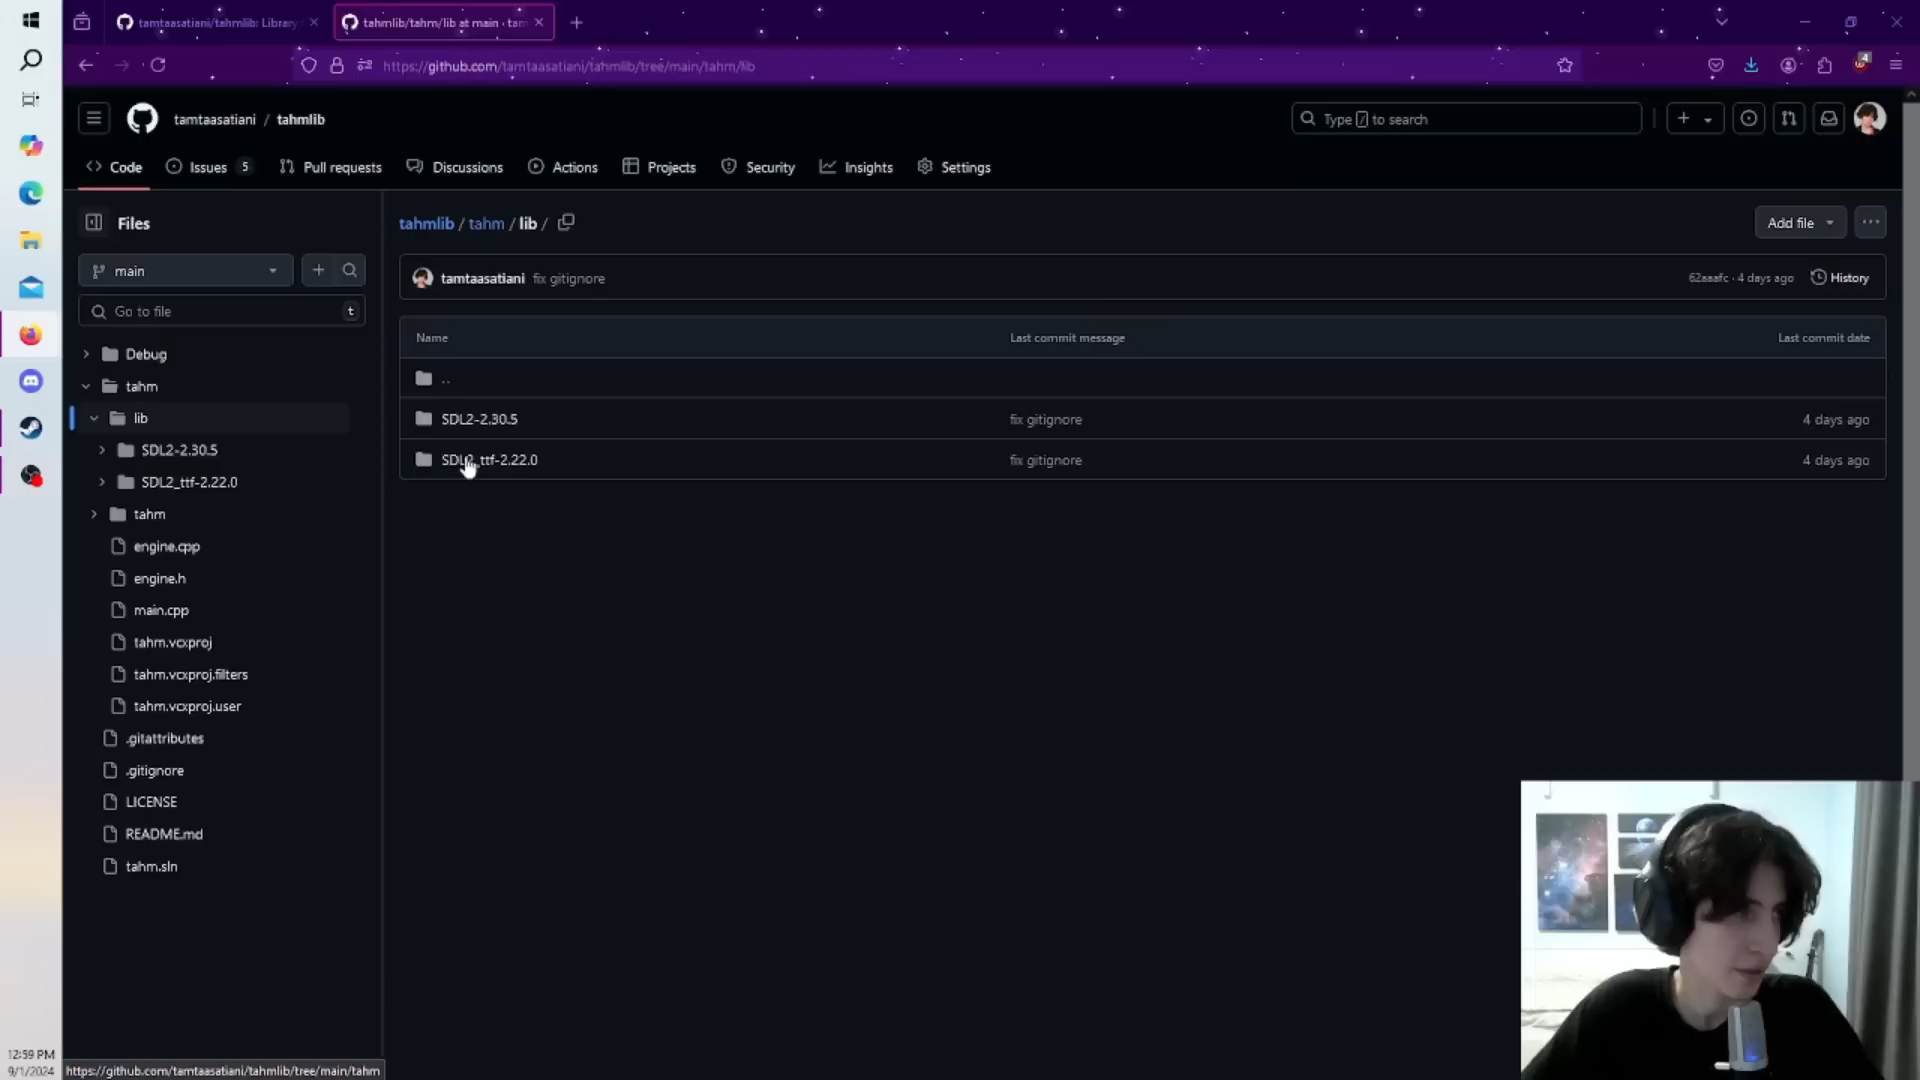 tamtaasatiani/tahmlib: Library
tahmlib/tahm/lib at main · tam
https://github.com/tamtaasatiani/tahmlib/tree/main/tahm/lib
4
tamtaasatiani / tahmlib
Type / to search
Code
Issues 5
Pull requests
Discussions
Actions
Projects
Security
Insights
Settings
Files
main
Go to file
t
Debug
tahm
lib
SDL2-2.30.5
SDL2_ttf-2.22.0
tahm
engine.cpp
engine.h
main.cpp
tahm.vcxproj
tahm.vcxproj.filters
tahm.vcxproj.user
.gitattributes
.gitignore
LICENSE
README.md
tahm.sln
tahmlib / tahm / lib /
Add file
tamtaasatiani fix gitignore
62aaafc · 4 days ago
History
Name Last commit message Last commit date
..
SDL2-2.30.5 fix gitignore 4 days ago
SDL2_ttf-2.22.0 fix gitignore 4 days ago
12:59 PM
9/1/2024
https://github.com/tamtaasatiani/tahmlib/tree/main/tahm